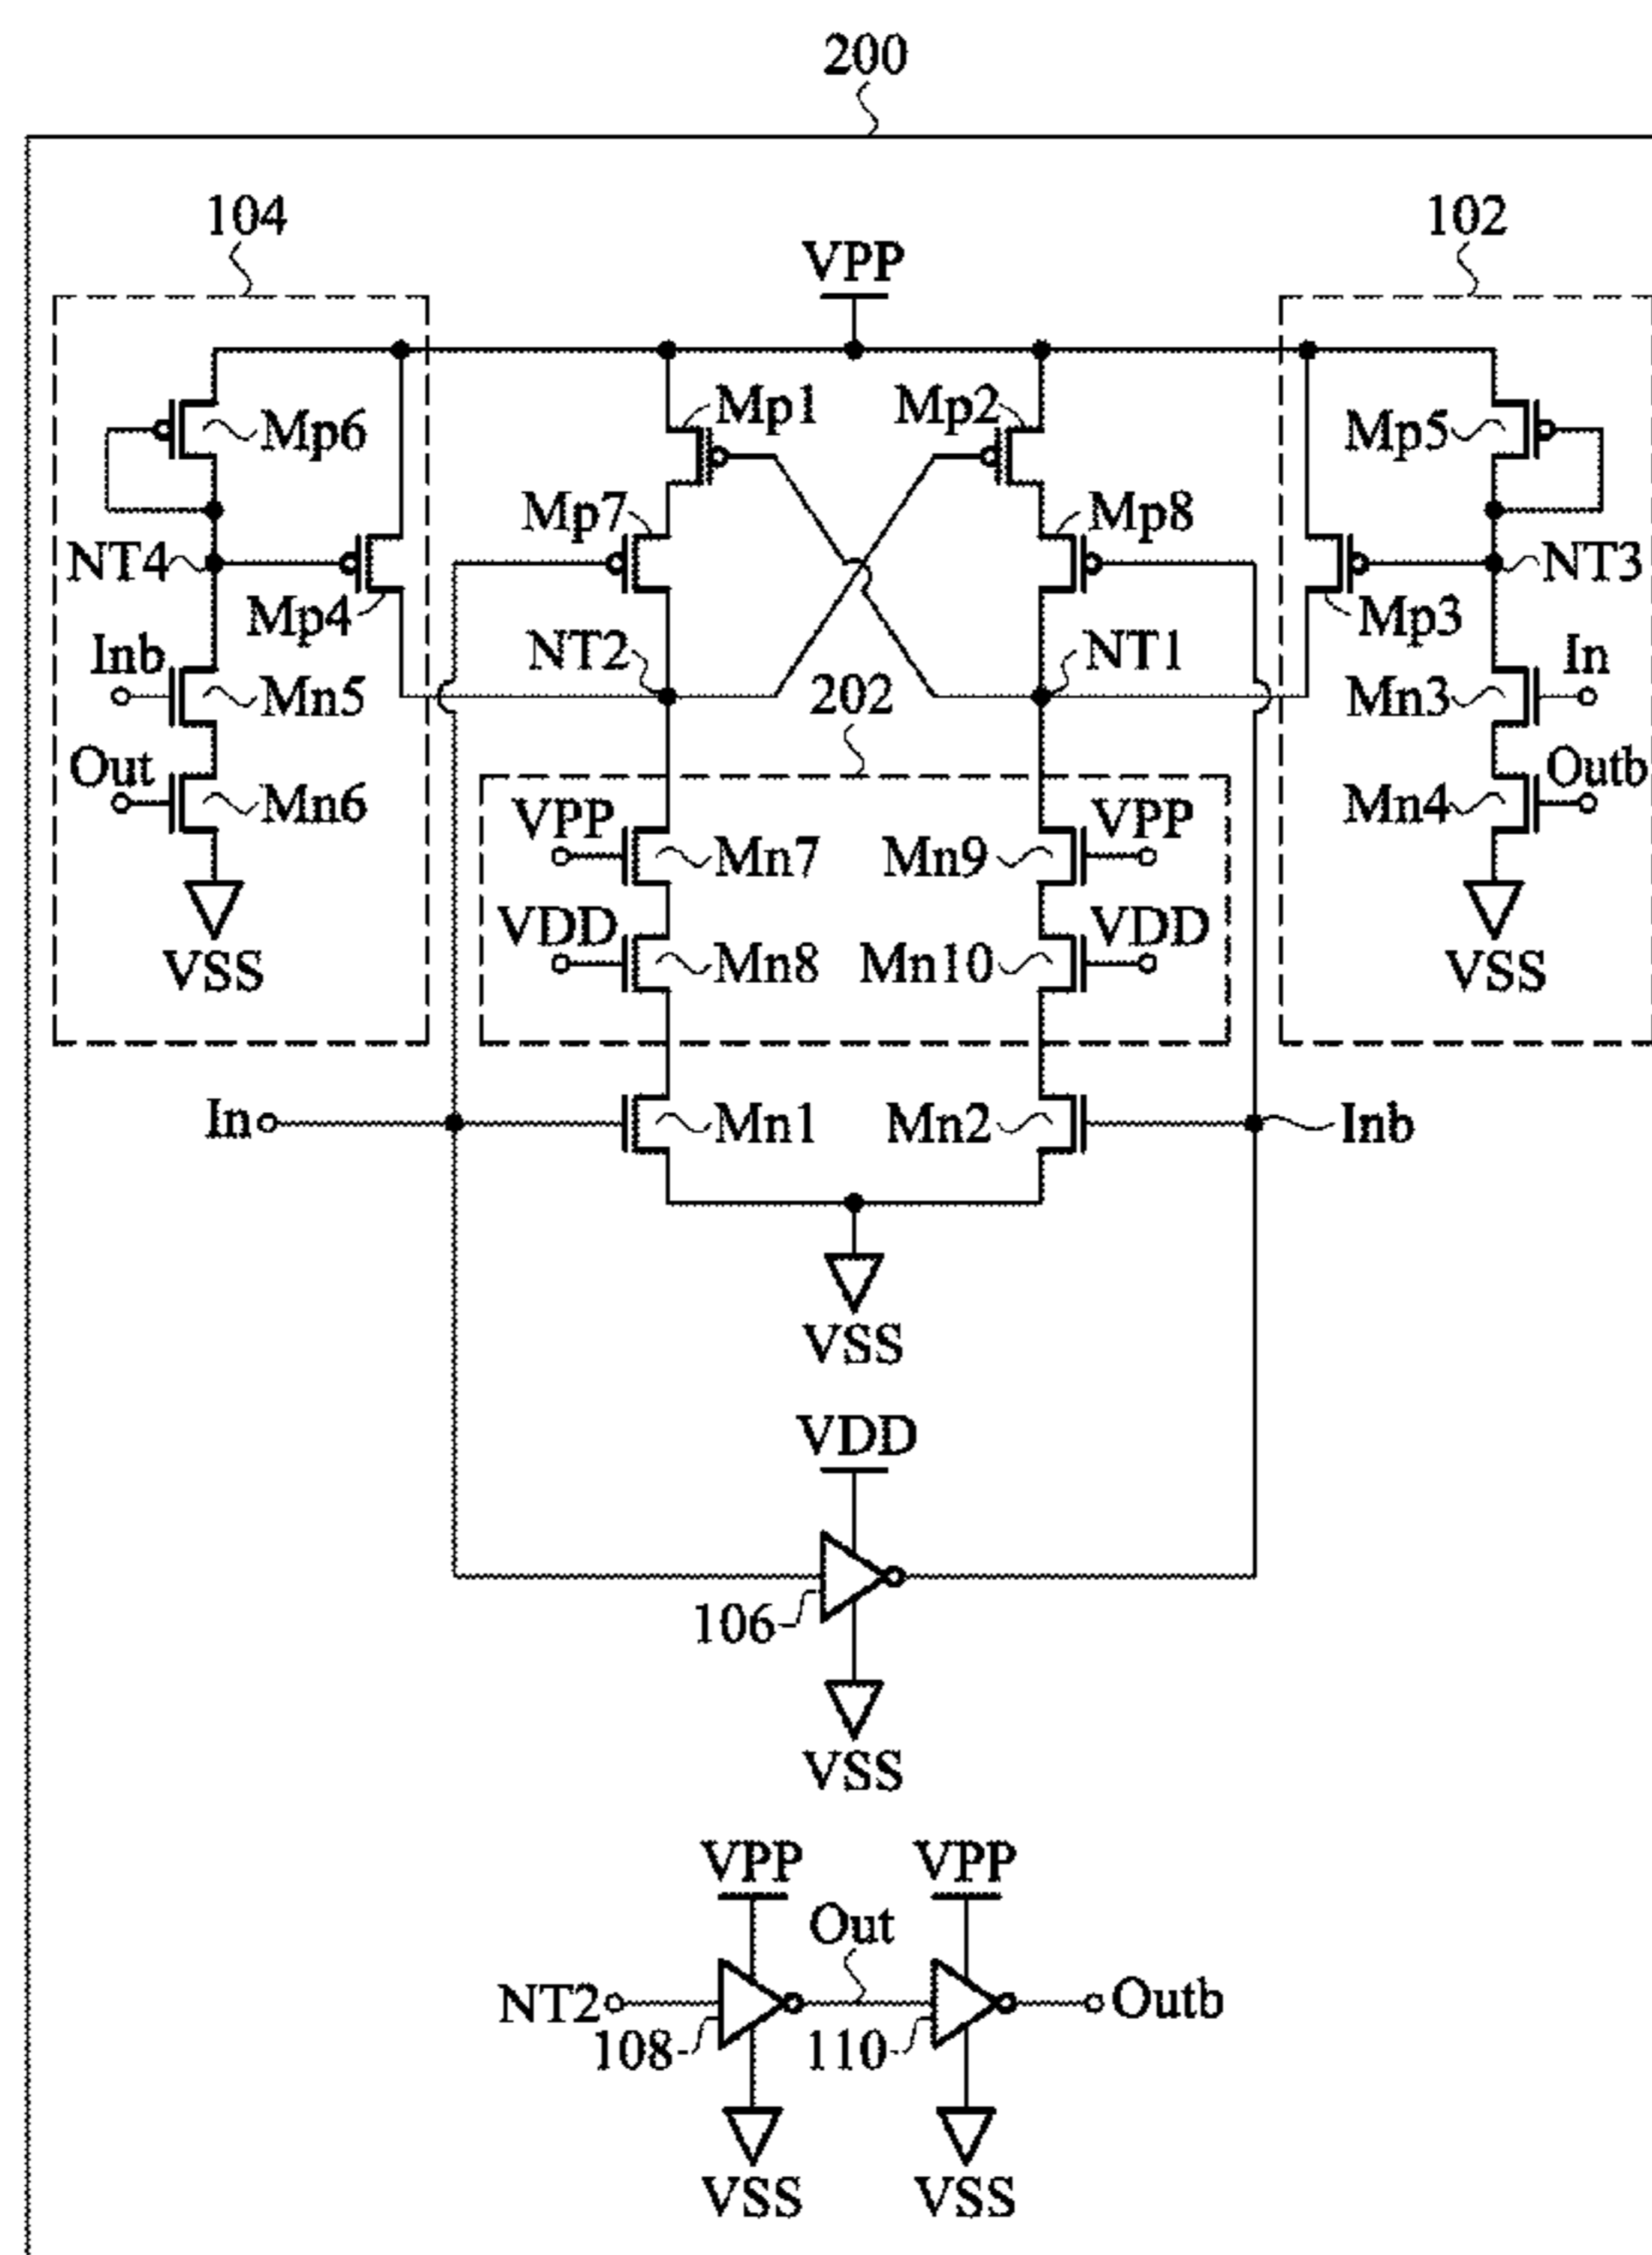 200
104
102
VPP
Mp6
Mp1
Mp2
Mp5
Mp7
Mp8
NT4
NT3
Mp4
Mp3
Inb
NT2
NT1
In
Mn5
202
Mn3
Out
Outb
Mn6
VPP
VPP
Mn4
Mn7
Mn9
VDD
VDD
VSS
Mn8
Mn10
VSS
In
Mn1
Mn2
Inb
VSS
VDD
106
VSS
VPP
VPP
Out
NT2
Outb
108
110
VSS
VSS